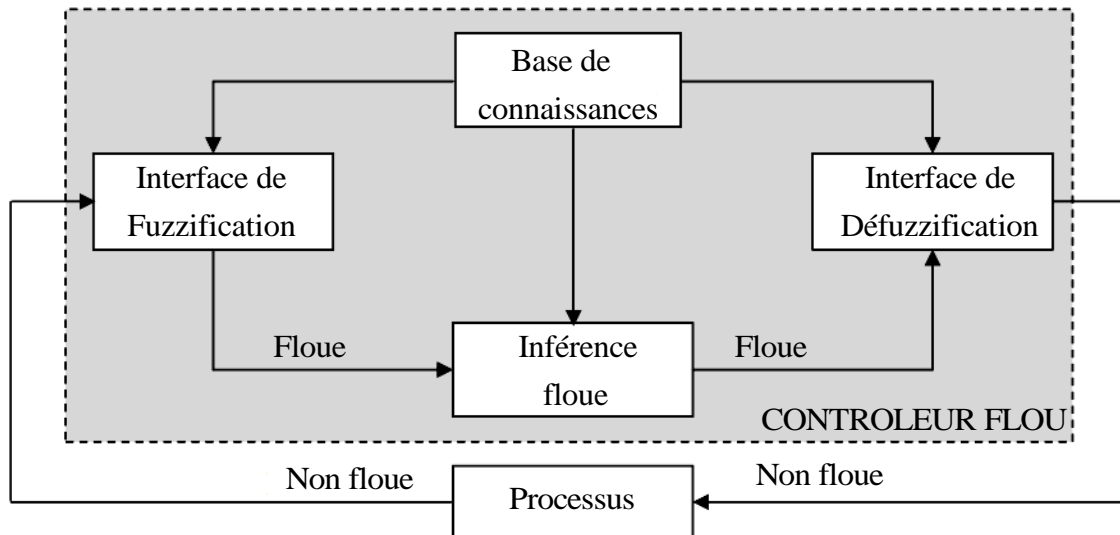 Base de
connaissances
Interface de
Fuzzification
Interface de
Défuzzification
Floue
Inférence
floue
Floue
CONTROLEUR FLOU
Non floue
Processus
Non floue